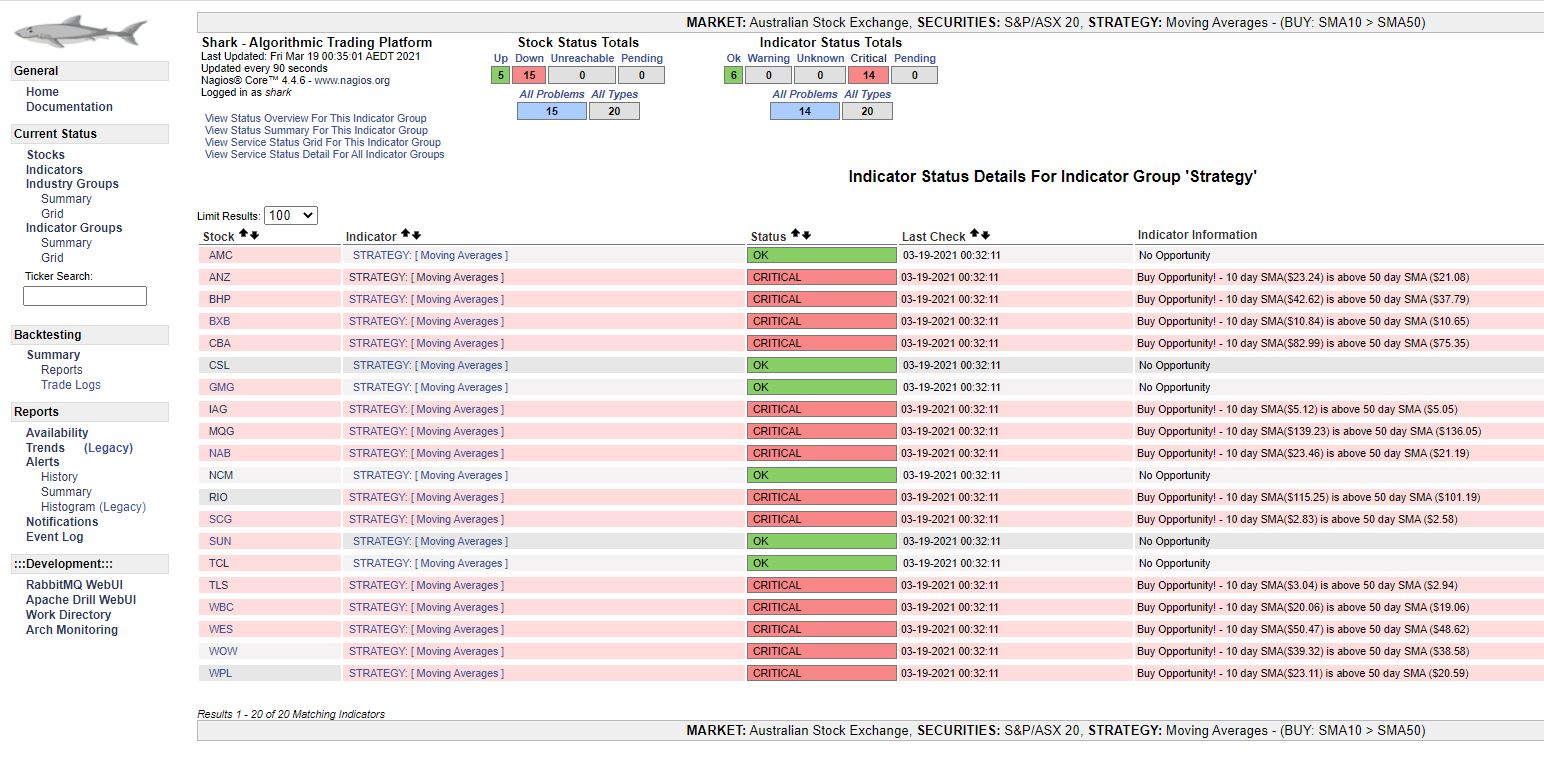 MARKET: Australian Stock Exchange, SECURITIES: S&P/ASX 20, STRATEGY: Moving Averages - (BUY: SMA10 > SMA50)
General
Home
Documentation
Current Status
Stocks
Indicators
Industry Groups
Summary
Grid
Indicator Groups
Summary
Grid
Ticker Search:
Backtesting
Summary
Reports
Trade Logs
Reports
Availability
Trends (Legacy)
Alerts
History
Summary
Histogram (Legacy)
Notifications
Event Log
:::Development:::
RabbitMQ WebUI
Apache Drill WebUI
Work Directory
Arch Monitoring
Shark - Algorithmic Trading Platform
Last Updated: Fri Mar 19 00:35:01 AEDT 2021
Updated every 90 seconds
Nagios® Core™ 4.4.6 - www.nagios.org
Logged in as shark
View Status Overview For This Indicator Group
View Status Summary For This Indicator Group
View Service Status Grid For This Indicator Group
View Service Status Detail For All Indicator Groups
Stock Status Totals
Up Down Unreachable Pending
5 15 0 0
All Problems All Types
15 20
Indicator Status Totals
Ok Warning Unknown Critical Pending
6 0 0 14 0
All Problems All Types
14 20
Indicator Status Details For Indicator Group 'Strategy'
Limit Results: 100
Stock Indicator Status Last Check Indicator Information
AMC STRATEGY: [ Moving Averages ] OK 03-19-2021 00:32:11 No Opportunity
ANZ STRATEGY: [ Moving Averages ] CRITICAL 03-19-2021 00:32:11 Buy Opportunity! - 10 day SMA($23.24) is above 50 day SMA ($21.08)
BHP STRATEGY: [ Moving Averages ] CRITICAL 03-19-2021 00:32:11 Buy Opportunity! - 10 day SMA($42.62) is above 50 day SMA ($37.79)
BXB STRATEGY: [ Moving Averages ] CRITICAL 03-19-2021 00:32:11 Buy Opportunity! - 10 day SMA($10.84) is above 50 day SMA ($10.65)
CBA STRATEGY: [ Moving Averages ] CRITICAL 03-19-2021 00:32:11 Buy Opportunity! - 10 day SMA($82.99) is above 50 day SMA ($75.35)
CSL STRATEGY: [ Moving Averages ] OK 03-19-2021 00:32:11 No Opportunity
GMG STRATEGY: [ Moving Averages ] OK 03-19-2021 00:32:11 No Opportunity
IAG STRATEGY: [ Moving Averages ] CRITICAL 03-19-2021 00:32:11 Buy Opportunity! - 10 day SMA($5.12) is above 50 day SMA ($5.05)
MQG STRATEGY: [ Moving Averages ] CRITICAL 03-19-2021 00:32:11 Buy Opportunity! - 10 day SMA($139.23) is above 50 day SMA ($136.05)
NAB STRATEGY: [ Moving Averages ] CRITICAL 03-19-2021 00:32:11 Buy Opportunity! - 10 day SMA($23.46) is above 50 day SMA ($21.19)
NCM STRATEGY: [ Moving Averages ] OK 03-19-2021 00:32:11 No Opportunity
RIO STRATEGY: [ Moving Averages ] CRITICAL 03-19-2021 00:32:11 Buy Opportunity! - 10 day SMA($115.25) is above 50 day SMA ($101.19)
SCG STRATEGY: [ Moving Averages ] CRITICAL 03-19-2021 00:32:11 Buy Opportunity! - 10 day SMA($2.83) is above 50 day SMA ($2.58)
SUN STRATEGY: [ Moving Averages ] OK 03-19-2021 00:32:11 No Opportunity
TCL STRATEGY: [ Moving Averages ] OK 03-19-2021 00:32:11 No Opportunity
TLS STRATEGY: [ Moving Averages ] CRITICAL 03-19-2021 00:32:11 Buy Opportunity! - 10 day SMA($3.04) is above 50 day SMA ($2.94)
WBC STRATEGY: [ Moving Averages ] CRITICAL 03-19-2021 00:32:11 Buy Opportunity! - 10 day SMA($20.06) is above 50 day SMA ($19.06)
WES STRATEGY: [ Moving Averages ] CRITICAL 03-19-2021 00:32:11 Buy Opportunity! - 10 day SMA($50.47) is above 50 day SMA ($48.62)
WOW STRATEGY: [ Moving Averages ] CRITICAL 03-19-2021 00:32:11 Buy Opportunity! - 10 day SMA($39.32) is above 50 day SMA ($38.58)
WPL STRATEGY: [ Moving Averages ] CRITICAL 03-19-2021 00:32:11 Buy Opportunity! - 10 day SMA($23.11) is above 50 day SMA ($20.59)
Results 1 - 20 of 20 Matching Indicators
MARKET: Australian Stock Exchange, SECURITIES: S&P/ASX 20, STRATEGY: Moving Averages - (BUY: SMA10 > SMA50)